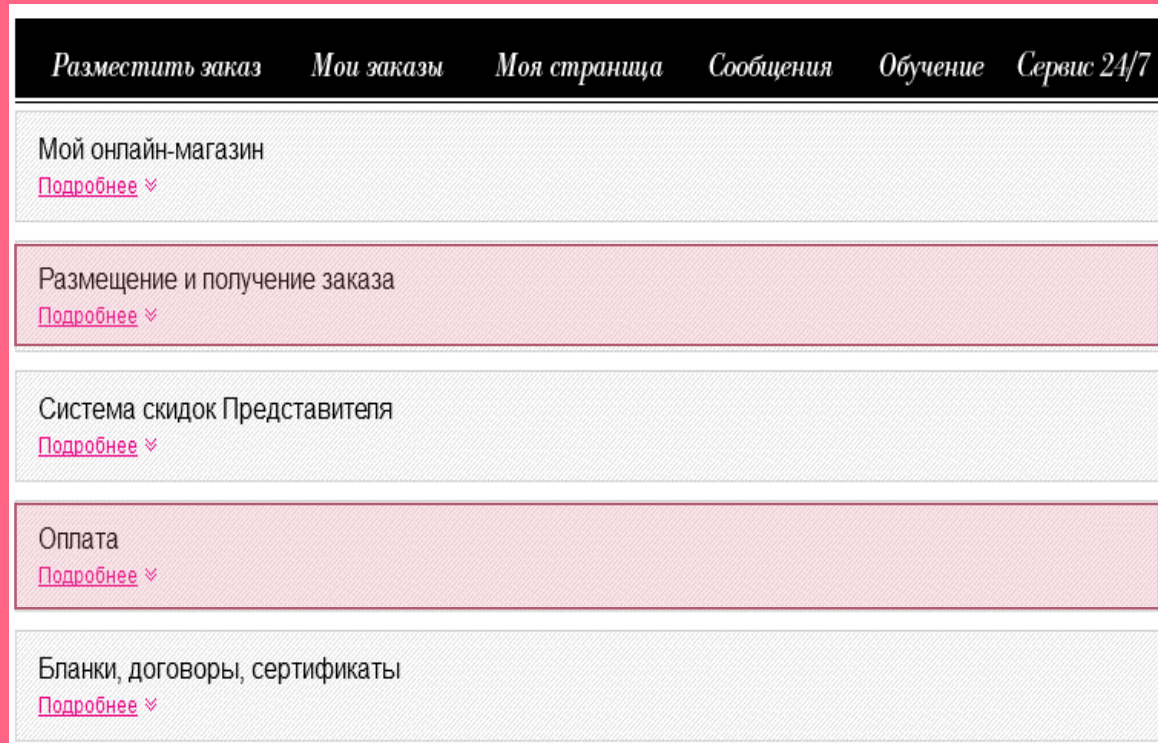 Разместить заказ Мои заказы Моя страница Сообщения Обучение Сервис 24/7
Мой онлайн-магазин
Подробнее
Размещение и получение заказа
Подробнее
Система скидок Представителя
Подробнее
Оплата
Подробнее
Бланки, договоры, сертификаты
Подробнее